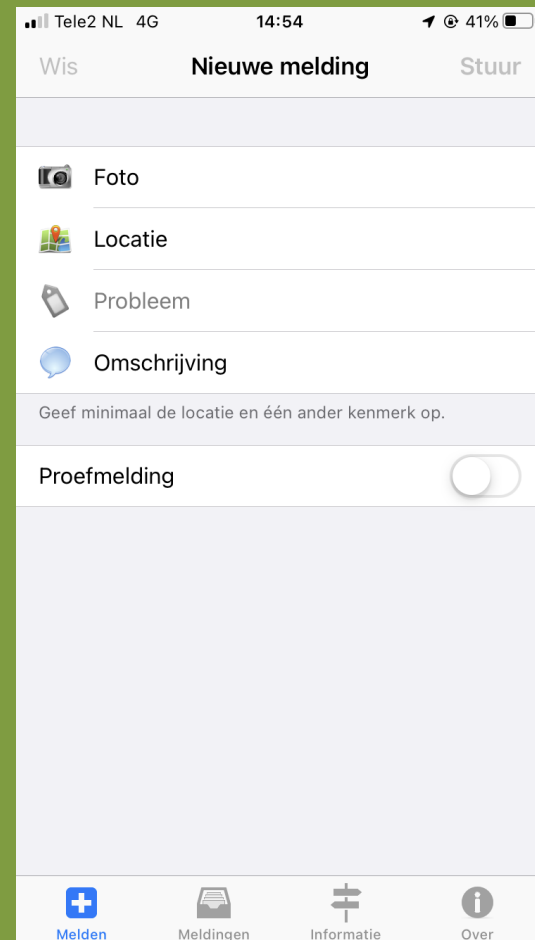 Tele2 NL 4G 14:54 41%
Wis Nieuwe melding Stuur
Foto
Locatie
Probleem
Omschrijving
Geef minimaal de locatie en één ander kenmerk op.
Proefmelding
Melden Meldingen Informatie Over